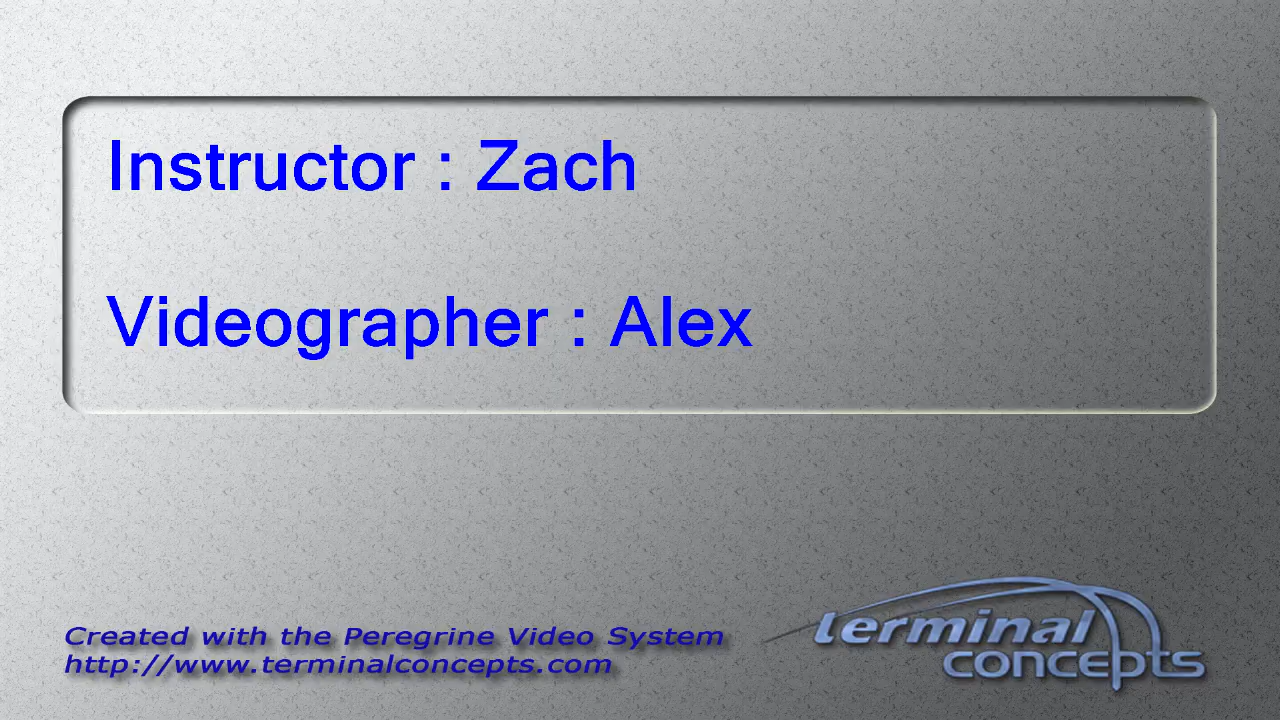 Instructor : Zach
Videographer : Alex
Created with the Peregrine Video System
http://www.terminalconcepts.com
terminal
concepts